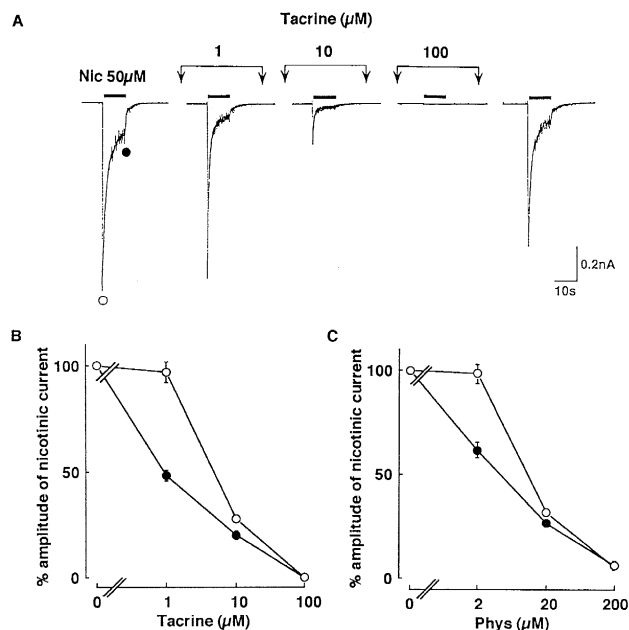 A
Tacrine (µM)
1
10
100
Nic 50µM
0.2nA
10s
B
C
% amplitude of nicotinic current
100
50
0
0
1
10
100
Tacrine (µM)
% amplitude of nicotinic current
100
50
0
0
2
20
200
Phys (µM)